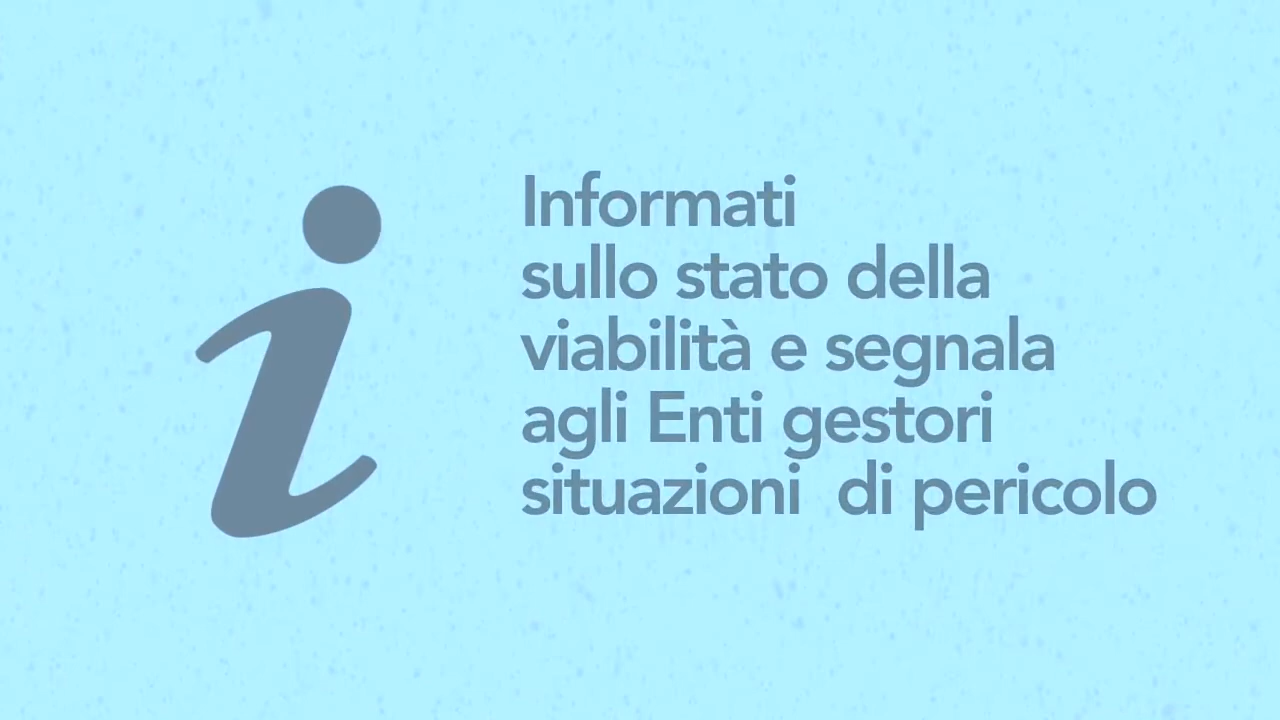 Informati
sullo stato della
viabilità e segnala
agli Enti gestori
situazioni  di pericolo